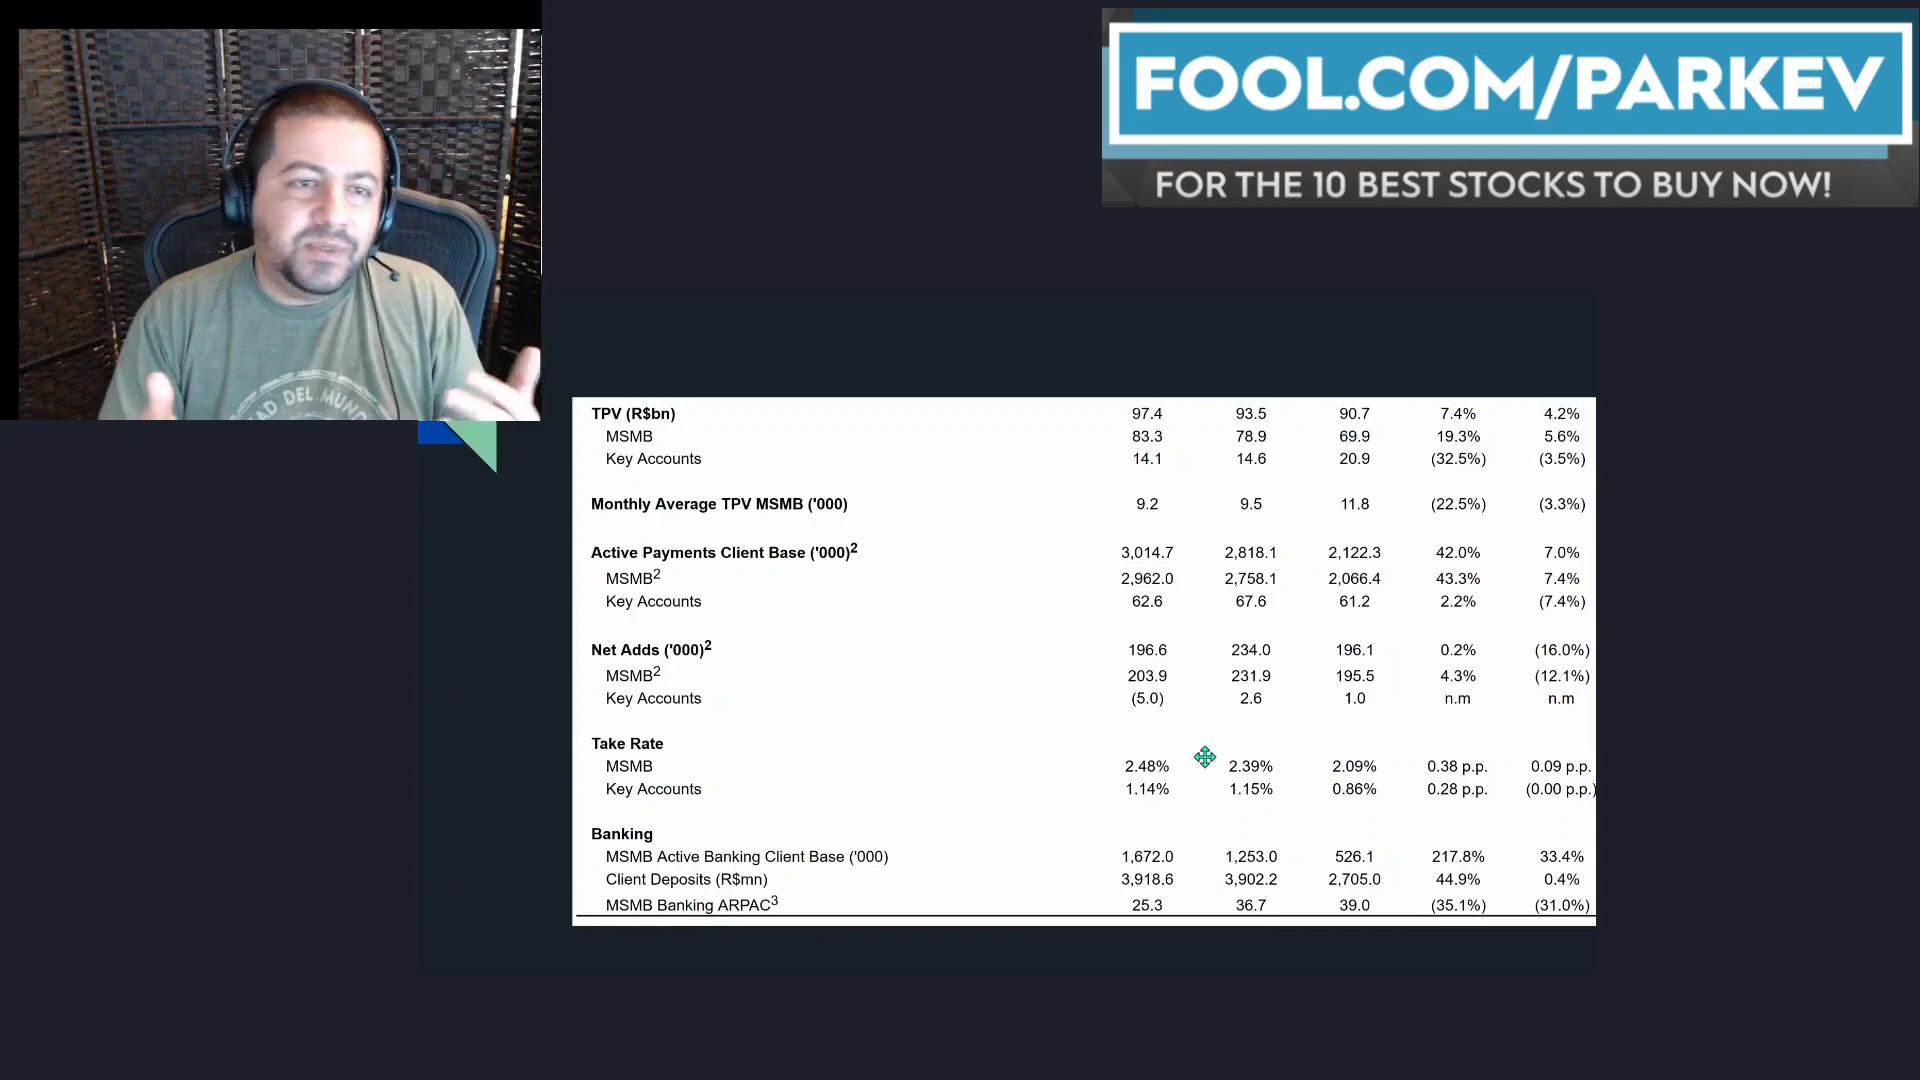 FOOL.COM/PARKEV
FOR THE 10 BEST STOCKS TO BUY NOW!
AD DEL MUN
TPV (R$bn) 97.4 93.5 90.7 7.4% 4.2%
MSMB 83.3 78.9 69.9 19.3% 5.6%
Key Accounts 14.1 14.6 20.9 (32.5%) (3.5%)
Monthly Average TPV MSMB ('000) 9.2 9.5 11.8 (22.5%) (3.3%)
Active Payments Client Base ('000)2 3,014.7 2,818.1 2,122.3 42.0% 7.0%
MSMB2 2,962.0 2,758.1 2,066.4 43.3% 7.4%
Key Accounts 62.6 67.6 61.2 2.2% (7.4%)
Net Adds ('000)2 196.6 234.0 196.1 0.2% (16.0%)
MSMB2 203.9 231.9 195.5 4.3% (12.1%)
Key Accounts (5.0) 2.6 1.0 n.m n.m
Take Rate
MSMB 2.48% 2.39% 2.09% 0.38 p.p. 0.09 p.p.
Key Accounts 1.14% 1.15% 0.86% 0.28 p.p. (0.00 p.p.)
Banking
MSMB Active Banking Client Base ('000) 1,672.0 1,253.0 526.1 217.8% 33.4%
Client Deposits (R$mn) 3,918.6 3,902.2 2,705.0 44.9% 0.4%
MSMB Banking ARPAC3 25.3 36.7 39.0 (35.1%) (31.0%)